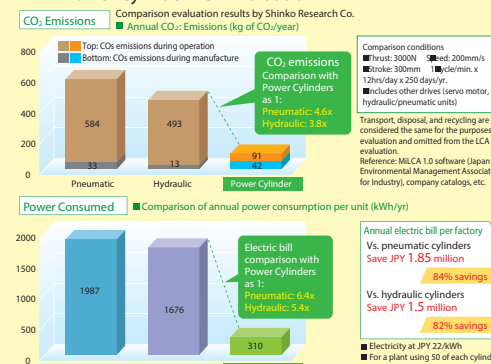 CO₂ Emissions
Comparison evaluation results by Shinko Research Co.
■ Annual CO₂: Emissions (kg of CO₂/year)
Top: COs emissions during operation
Bottom: COs emissions during manufacture
800
600
400
200
0
584
33
493
13
91
42
Pneumatic
Hydraulic
Power Cylinder
CO₂ emissions
Comparison with
Power Cylinders
as 1:
Pneumatic: 4.6x
Hydraulic: 3.8x
Comparison conditions
■Thrust: 3000N Speed: 200mm/s
■Stroke: 300mm 1 cycle/min. x
12hrs/day x 250 days/yr.
■Includes other drives (servo motor,
hydraulic/pneumatic units)
Transport, disposal, and recycling are
considered the same for the purposes
evaluation and omitted from the LCA
evaluation.
Reference: MiLCA 1.0 software (Japan
Environmental Management Associat
for Industry), company catalogs, etc.
Power Consumed
■ Comparison of annual power consumption per unit (kWh/yr)
2000
1500
1000
500
0
1987
1676
310
Electric bill
comparison with
Power Cylinders
as 1:
Pneumatic: 6.4x
Hydraulic: 5.4x
Annual electric bill per factory
Vs. pneumatic cylinders
Save JPY 1.85 million
84% savings
Vs. hydraulic cylinders
Save JPY 1.5 million
82% savings
■ Electricity at JPY 22/kWh
■ For a plant using 50 of each cylind